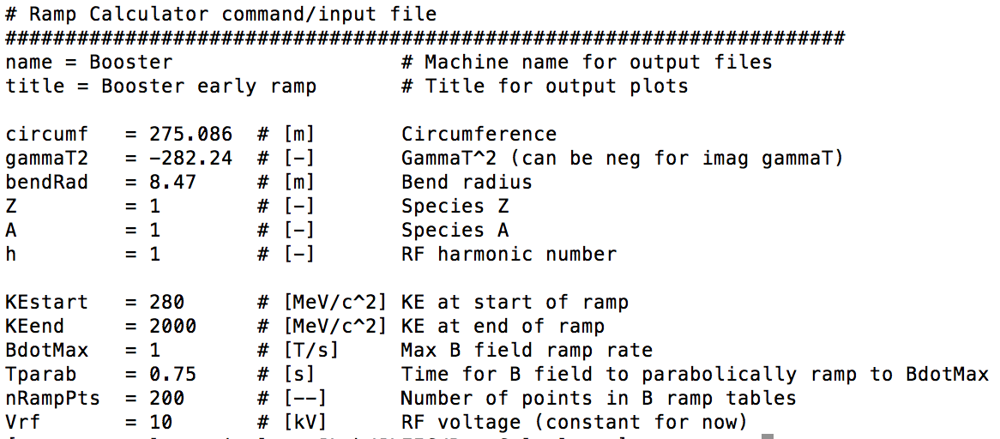 # Ramp Calculator command/input file
######################################################################
name = Booster # Machine name for output files
title = Booster early ramp # Title for output plots
circumf = 275.086 # [m] Circumference
gammaT2 = -282.24 # [-] GammaT^2 (can be neg for imag gammaT)
bendRad = 8.47 # [m] Bend radius
Z = 1 # [-] Species Z
A = 1 # [-] Species A
h = 1 # [-] RF harmonic number
KEstart = 280 # [MeV/c^2] KE at start of ramp
KEend = 2000 # [MeV/c^2] KE at end of ramp
BdotMax = 1 # [T/s] Max B field ramp rate
Tparab = 0.75 # [s] Time for B field to parabolically ramp to BdotMax
nRampPts = 200 # [--] Number of points in B ramp tables
Vrf = 10 # [kV] RF voltage (constant for now)